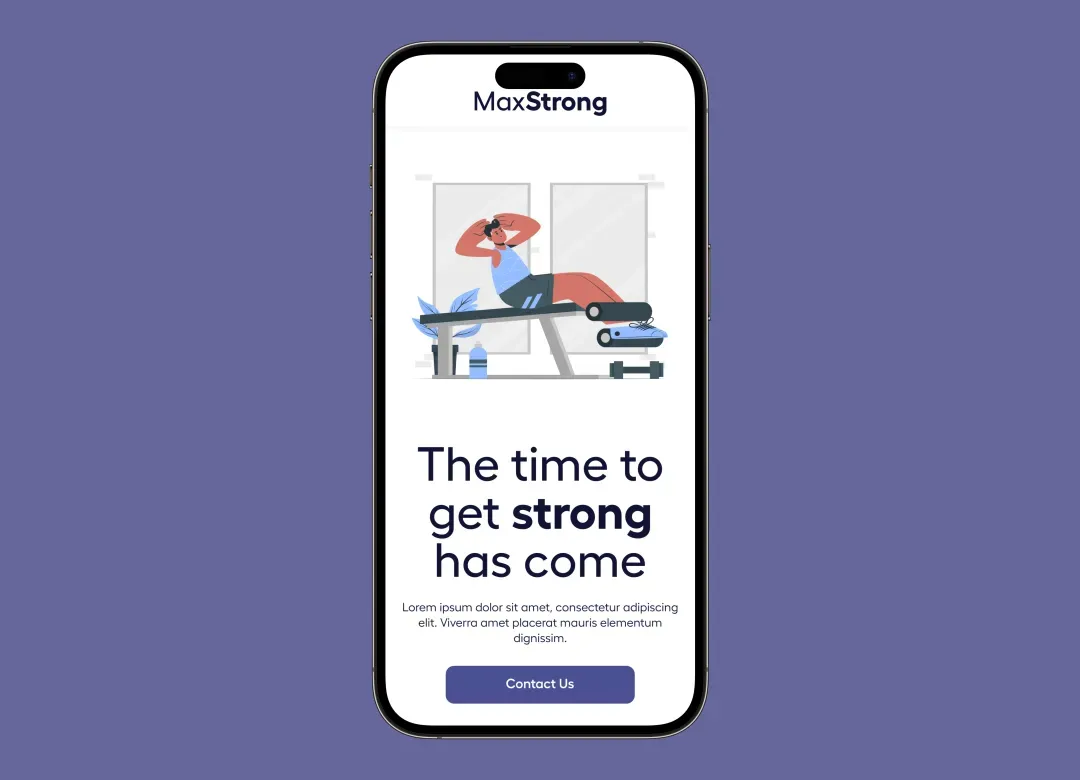 MaxStrong
The time to
get strong
has come
Lorem ipsum dolor sit amet, consectetur adipiscing
elit. Viverra amet placerat mauris elementum
dignissim.
Contact Us